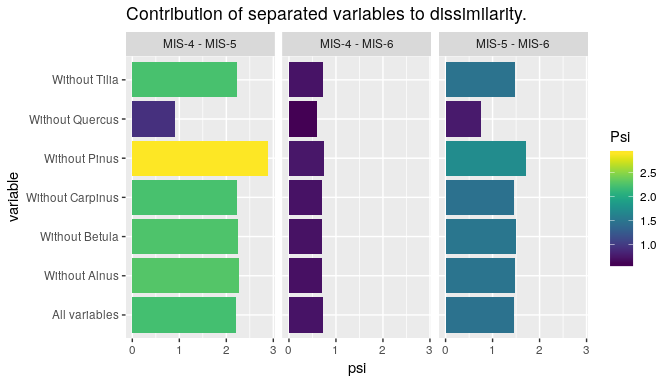 Contribution of separated variables to dissimilarity.
MIS-4 - MIS-5
MIS-4 - MIS-6
MIS-5 - MIS-6
variable
Without Tilia
Without Quercus
Without Pinus
Without Carpinus
Without Betula
Without Alnus
All variables
0 1 2 3
0 1 2 3
0 1 2 3
psi
Psi
2.5
2.0
1.5
1.0